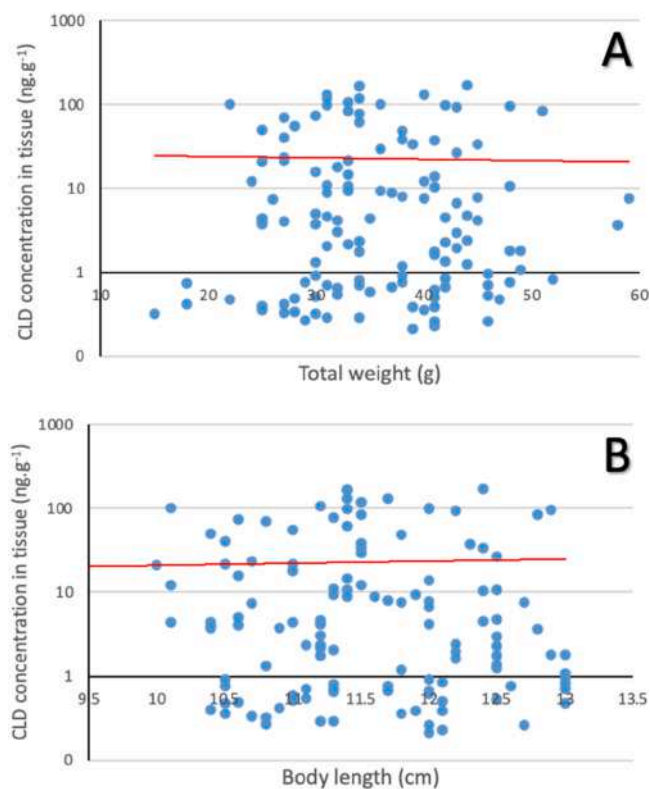 1000
A
100
10
1
10 20 30 40 50 60
0
CLD concentration in tissue (ng.g⁻¹)
Total weight (g)
1000
B
100
10
1
9.5 10 10.5 11 11.5 12 12.5 13 13.5
0
CLD concentration in tissue (ng.g⁻¹)
Body length (cm)